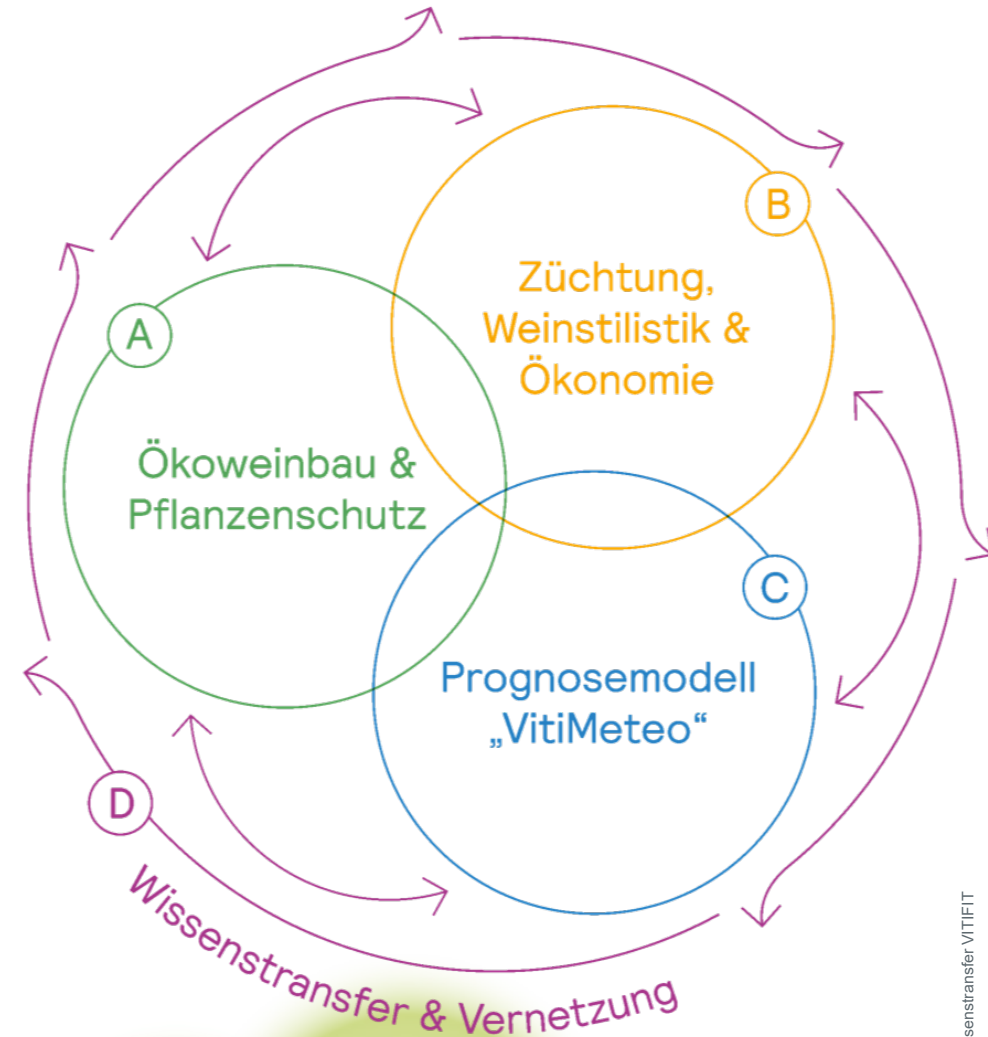 A
Ökoweinbau &
Pflanzenschutz
B
Züchtung,
Weinstilistik &
Ökonomie
C
Prognosemodell
„VitiMeteo“
D
Wissenstransfer & Vernetzung
senstransfer VITIFIT